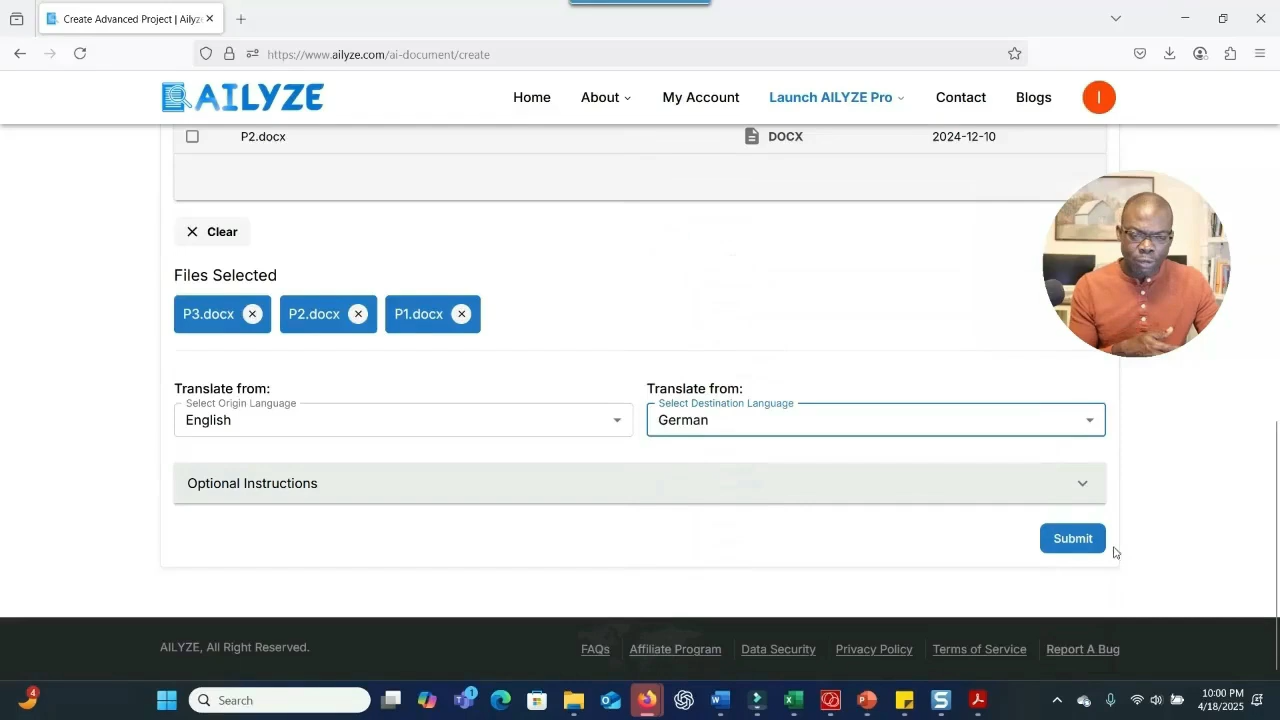 Create Advanced Project | Ailyze
https://www.ailyze.com/ai-document/create
AILYZE
Home
About
My Account
Launch AILYZE Pro
Contact
Blogs
I
P2.docx
DOCX
2024-12-10
Clear
Files Selected
P3.docx
P2.docx
P1.docx
Translate from:
Translate from:
Select Origin Language
Select Destination Language
English
German
Optional Instructions
Submit
AILYZE, All Right Reserved.
FAQs
Affiliate Program
Data Security
Privacy Policy
Terms of Service
Report A Bug
4
Search
1
10:00 PM
4/18/2025